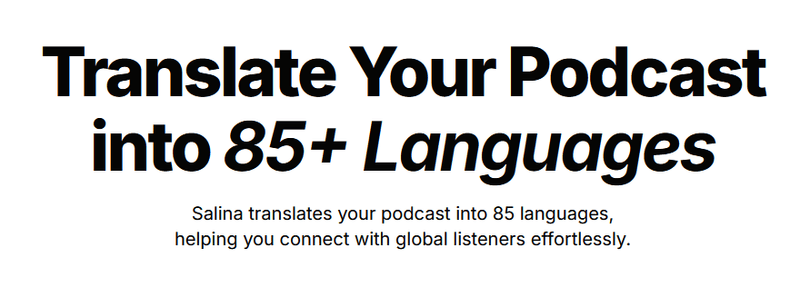 Translate Your Podcast
into 85+ Languages
Salina translates your podcast into 85 languages,
helping you connect with global listeners effortlessly.